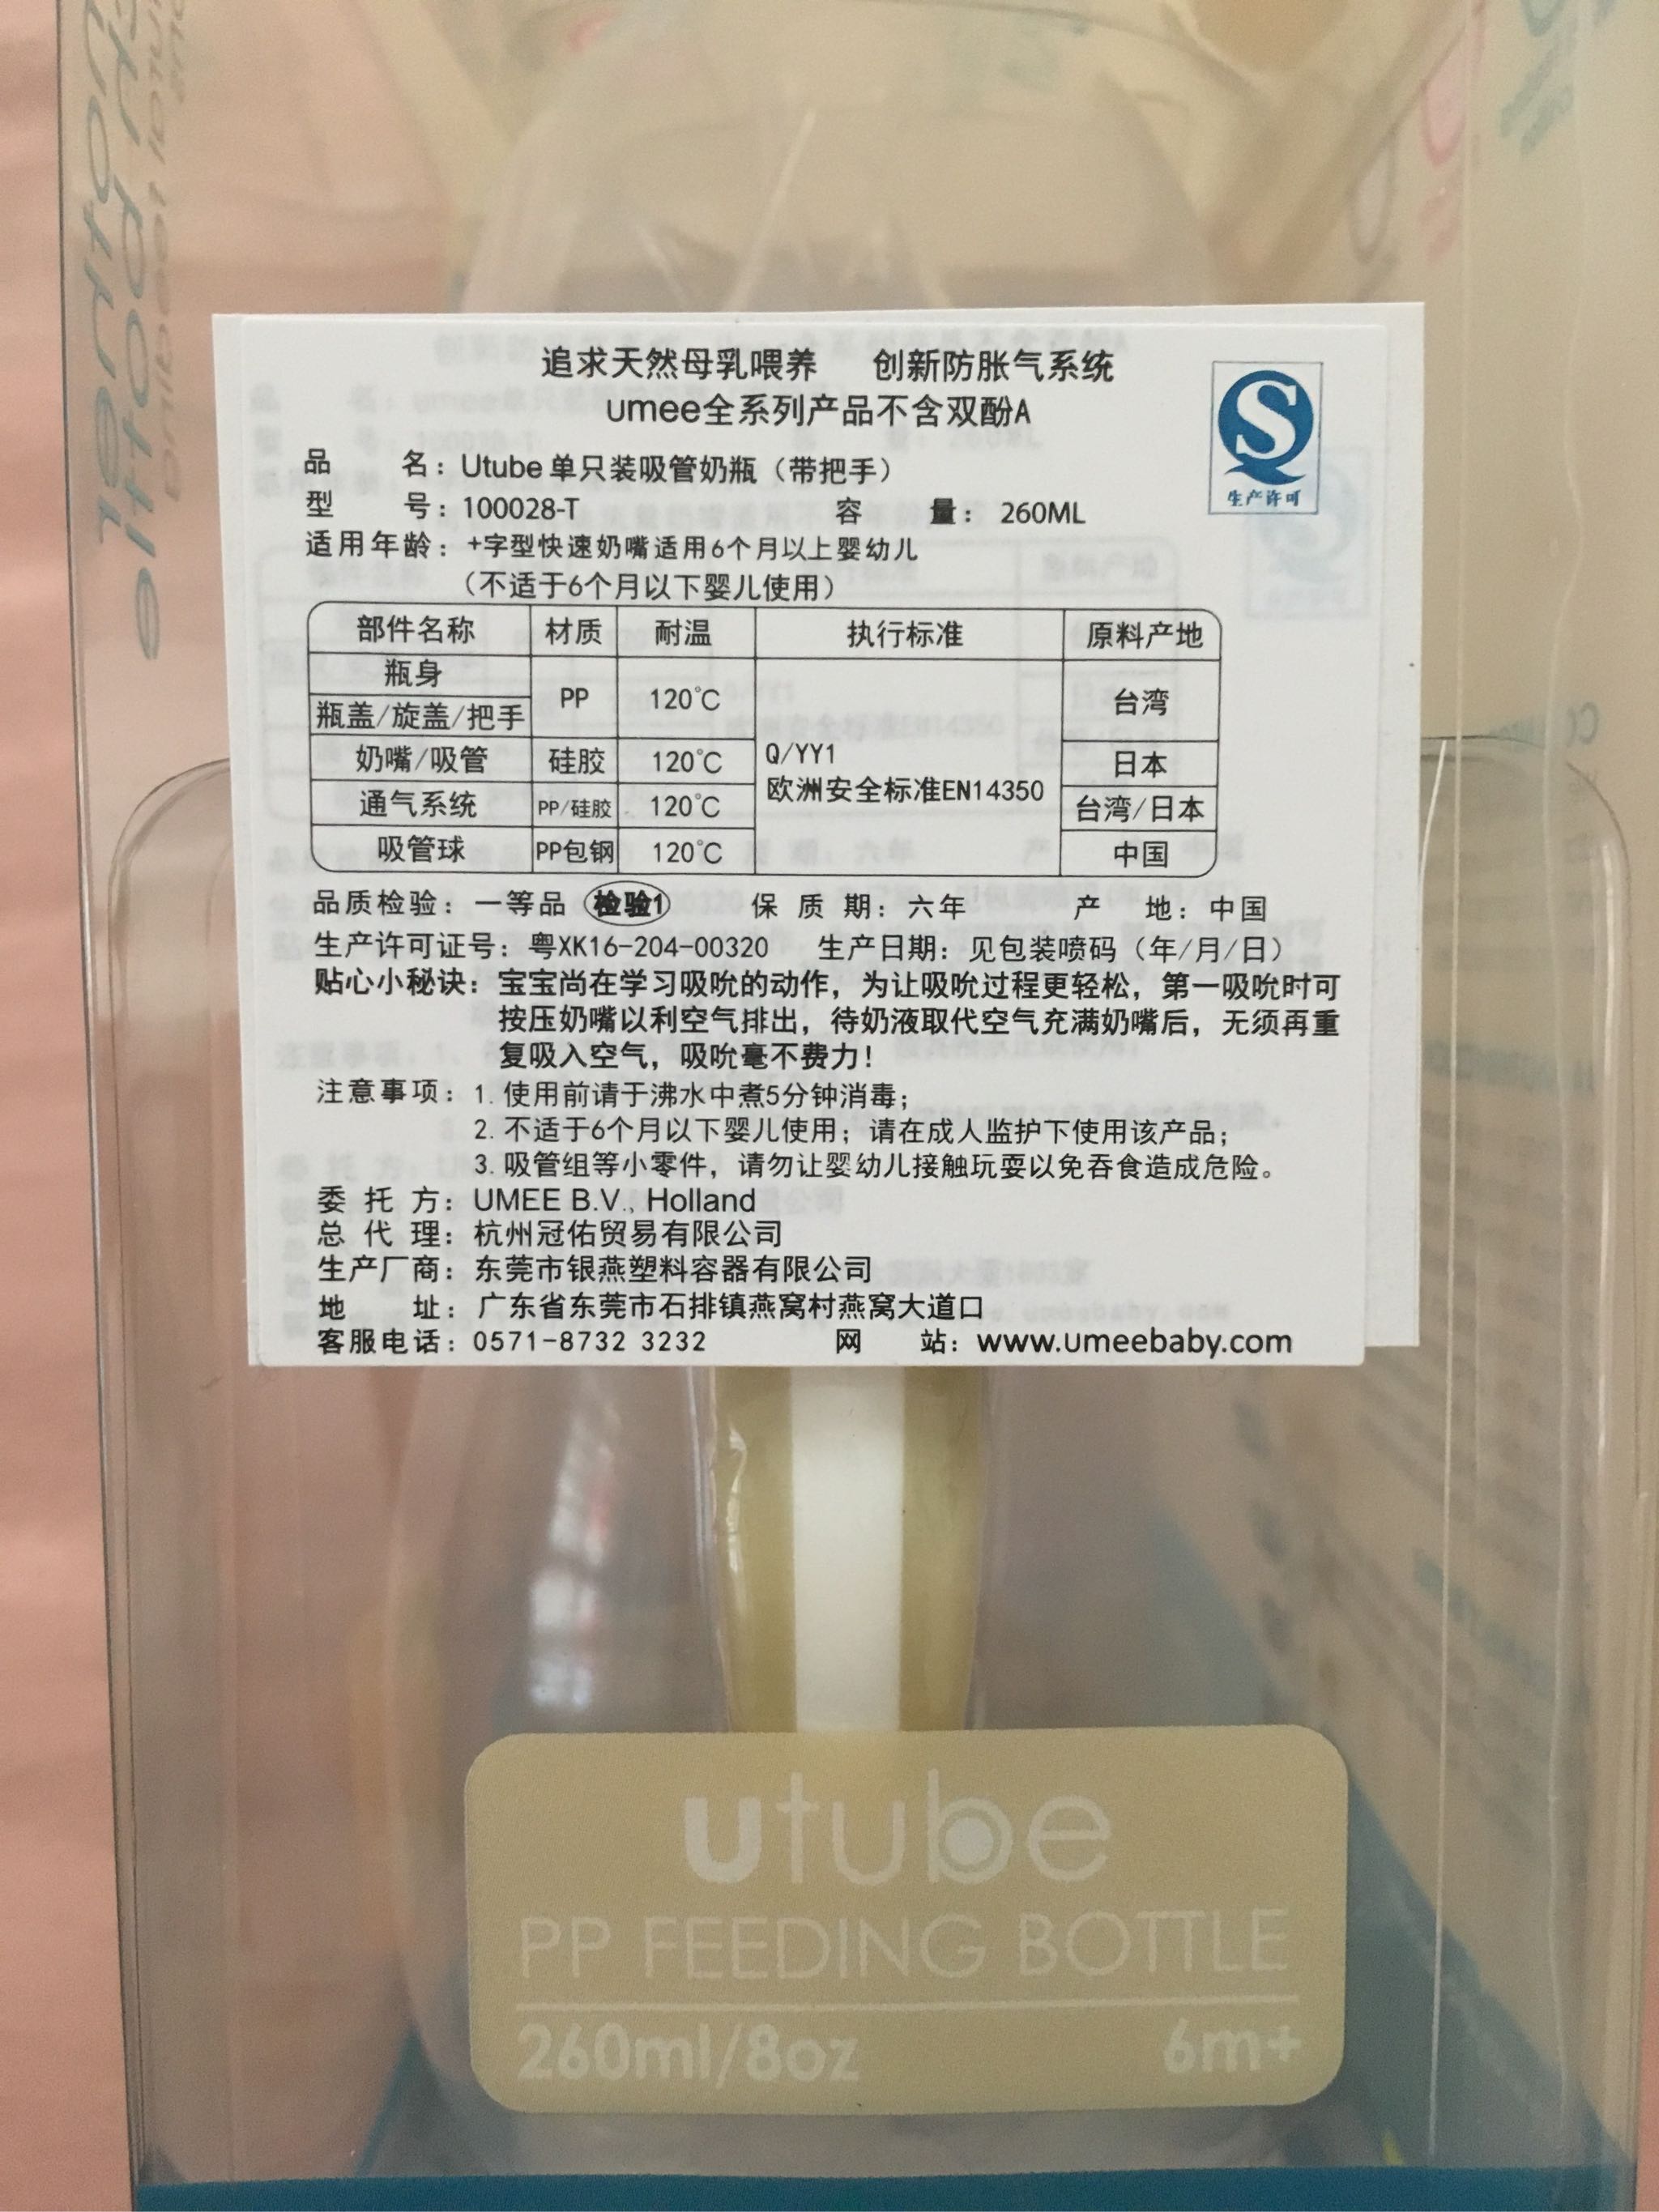 追求天然母乳喂养 创新防胀气系统
umee全系列产品不含双酚A
生产许可
品 名：Utube单只装吸管奶瓶（带把手）
型 号：100028-T 容 量：260ML
适用年龄：+字型快速奶嘴适用6个月以上婴幼儿
（不适于6个月以下婴儿使用）
部件名称 材质 耐温 执行标准 原料产地
瓶身
瓶盖/旋盖/把手 PP 120℃ 台湾
奶嘴/吸管 硅胶 120℃ Q/YY1 日本
欧洲安全标准EN14350
通气系统 PP/硅胶 120℃ 台湾/日本
吸管球 PP包钢 120℃ 中国
品质检验：一等品 检验1 保 质 期：六年 产 地：中国
生产许可证号：粤XK16-204-00320 生产日期：见包装喷码（年/月/日）
贴心小秘诀：宝宝尚在学习吸吮的动作，为让吸吮过程更轻松，第一吸吮时可
按压奶嘴以利空气排出，待奶液取代空气充满奶嘴后，无须再重
复吸入空气，吸吮毫不费力！
注意事项：1.使用前请于沸水中煮5分钟消毒；
2.不适于6个月以下婴儿使用；请在成人监护下使用该产品；
3.吸管组等小零件，请勿让婴幼儿接触玩耍以免吞食造成危险。
委 托 方：UMEE B.V., Holland
总 代 理：杭州冠佑贸易有限公司
生产厂商：东莞市银燕塑料容器有限公司
地 址：广东省东莞市石排镇燕窝村燕窝大道口
客服电话：0571-8732 3232 网 站：www.umeebaby.com
utube
PP FEEDING BOTTLE
260ml/8oz 6m+